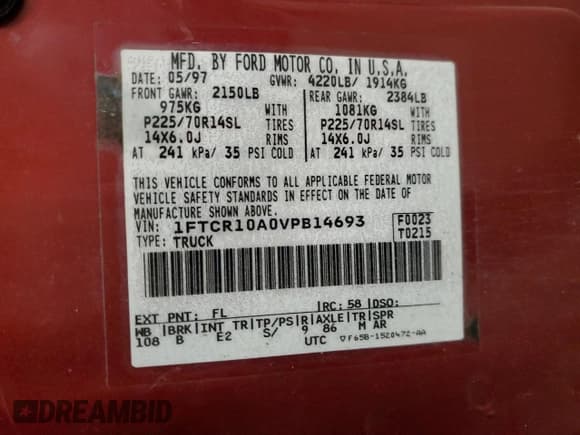 MFD. BY FORD MOTOR CO. IN U.S.A.
DATE: 05/97 GVWR: 4220LB/ 1914KG
FRONT GAWR: 2150LB REAR GAWR: 2384LB
975KG WITH 1081KG WITH
P225/70R14SL TIRES P225/70R14SL TIRES
14X6.0J RIMS 14X6.0J RIMS
AT 241 kPa/ 35 PSI COLD AT 241 kPa/ 35 PSI COLD
THIS VEHICLE CONFORMS TO ALL APPLICABLE FEDERAL MOTOR
VEHICLE SAFETY STANDARDS IN EFFECT ON THE DATE OF
MANUFACTURE SHOWN ABOVE.
VIN: 1FTCR10A0VPB14693 F0023
TYPE: TRUCK T0215
EXT PNT: FL RC: 58 DSO:
WB BRK INT TR TP/PS R AXLE TR SPR
108 B E2 S/ 9 86 M AR
UTC ▽F65B-1520472-AA
DREAMBID